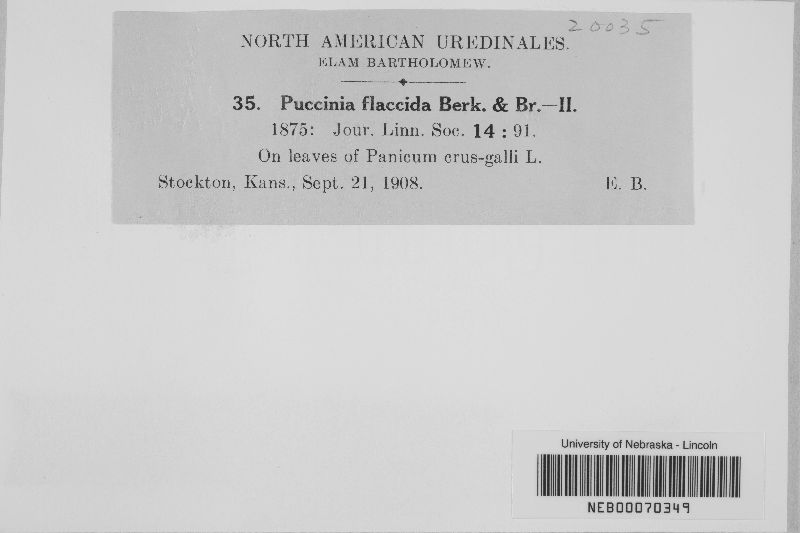 20035
NORTH AMERICAN UREDINALES.
ELAM BARTHOLOMEW.
35. Puccinia flaccida Berk. & Br.—II.
1875: Jour. Linn. Soc. 14 : 91.
On leaves of Panicum crus-galli L.
Stockton, Kans., Sept. 21, 1908. E. B.
University of Nebraska - Lincoln
NEB00070349